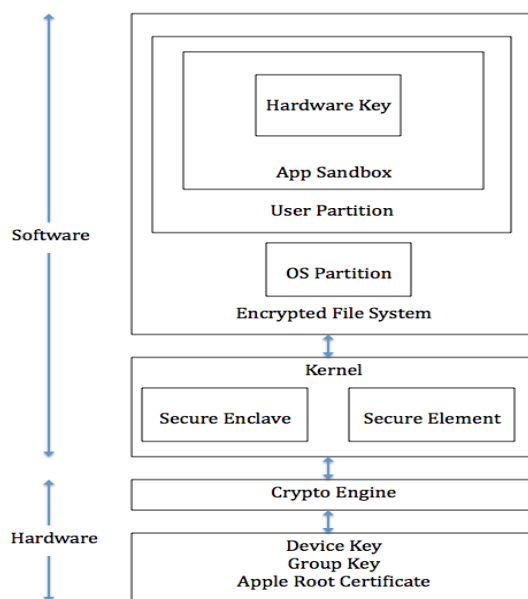 Hardware Key
App Sandbox
User Partition
Software
OS Partition
Encrypted File System
Kernel
Secure Enclave
Secure Element
Crypto Engine
Hardware
Device Key
Group Key
Apple Root Certificate